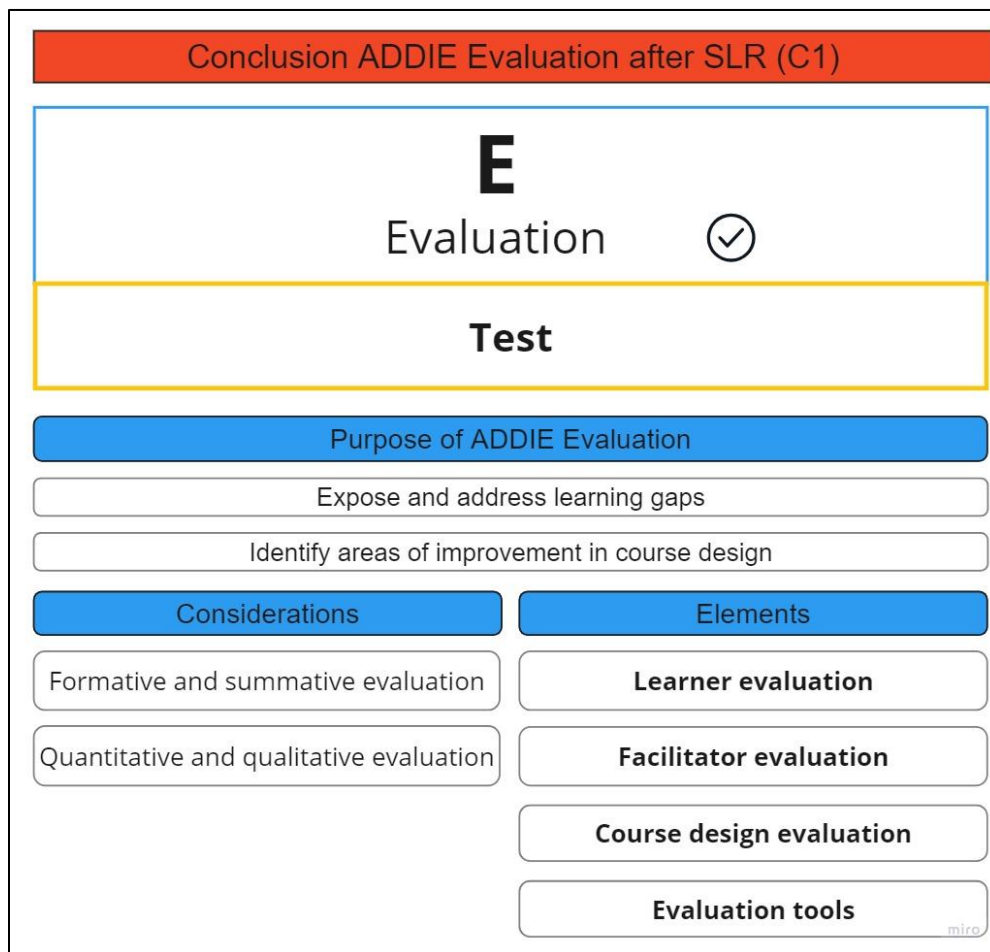 Conclusion ADDIE Evaluation after SLR (C1)
E
Evaluation
Test
Purpose of ADDIE Evaluation
Expose and address learning gaps
Identify areas of improvement in course design
Considerations
Formative and summative evaluation
Quantitative and qualitative evaluation
Elements
Learner evaluation
Facilitator evaluation
Course design evaluation
Evaluation tools
miro